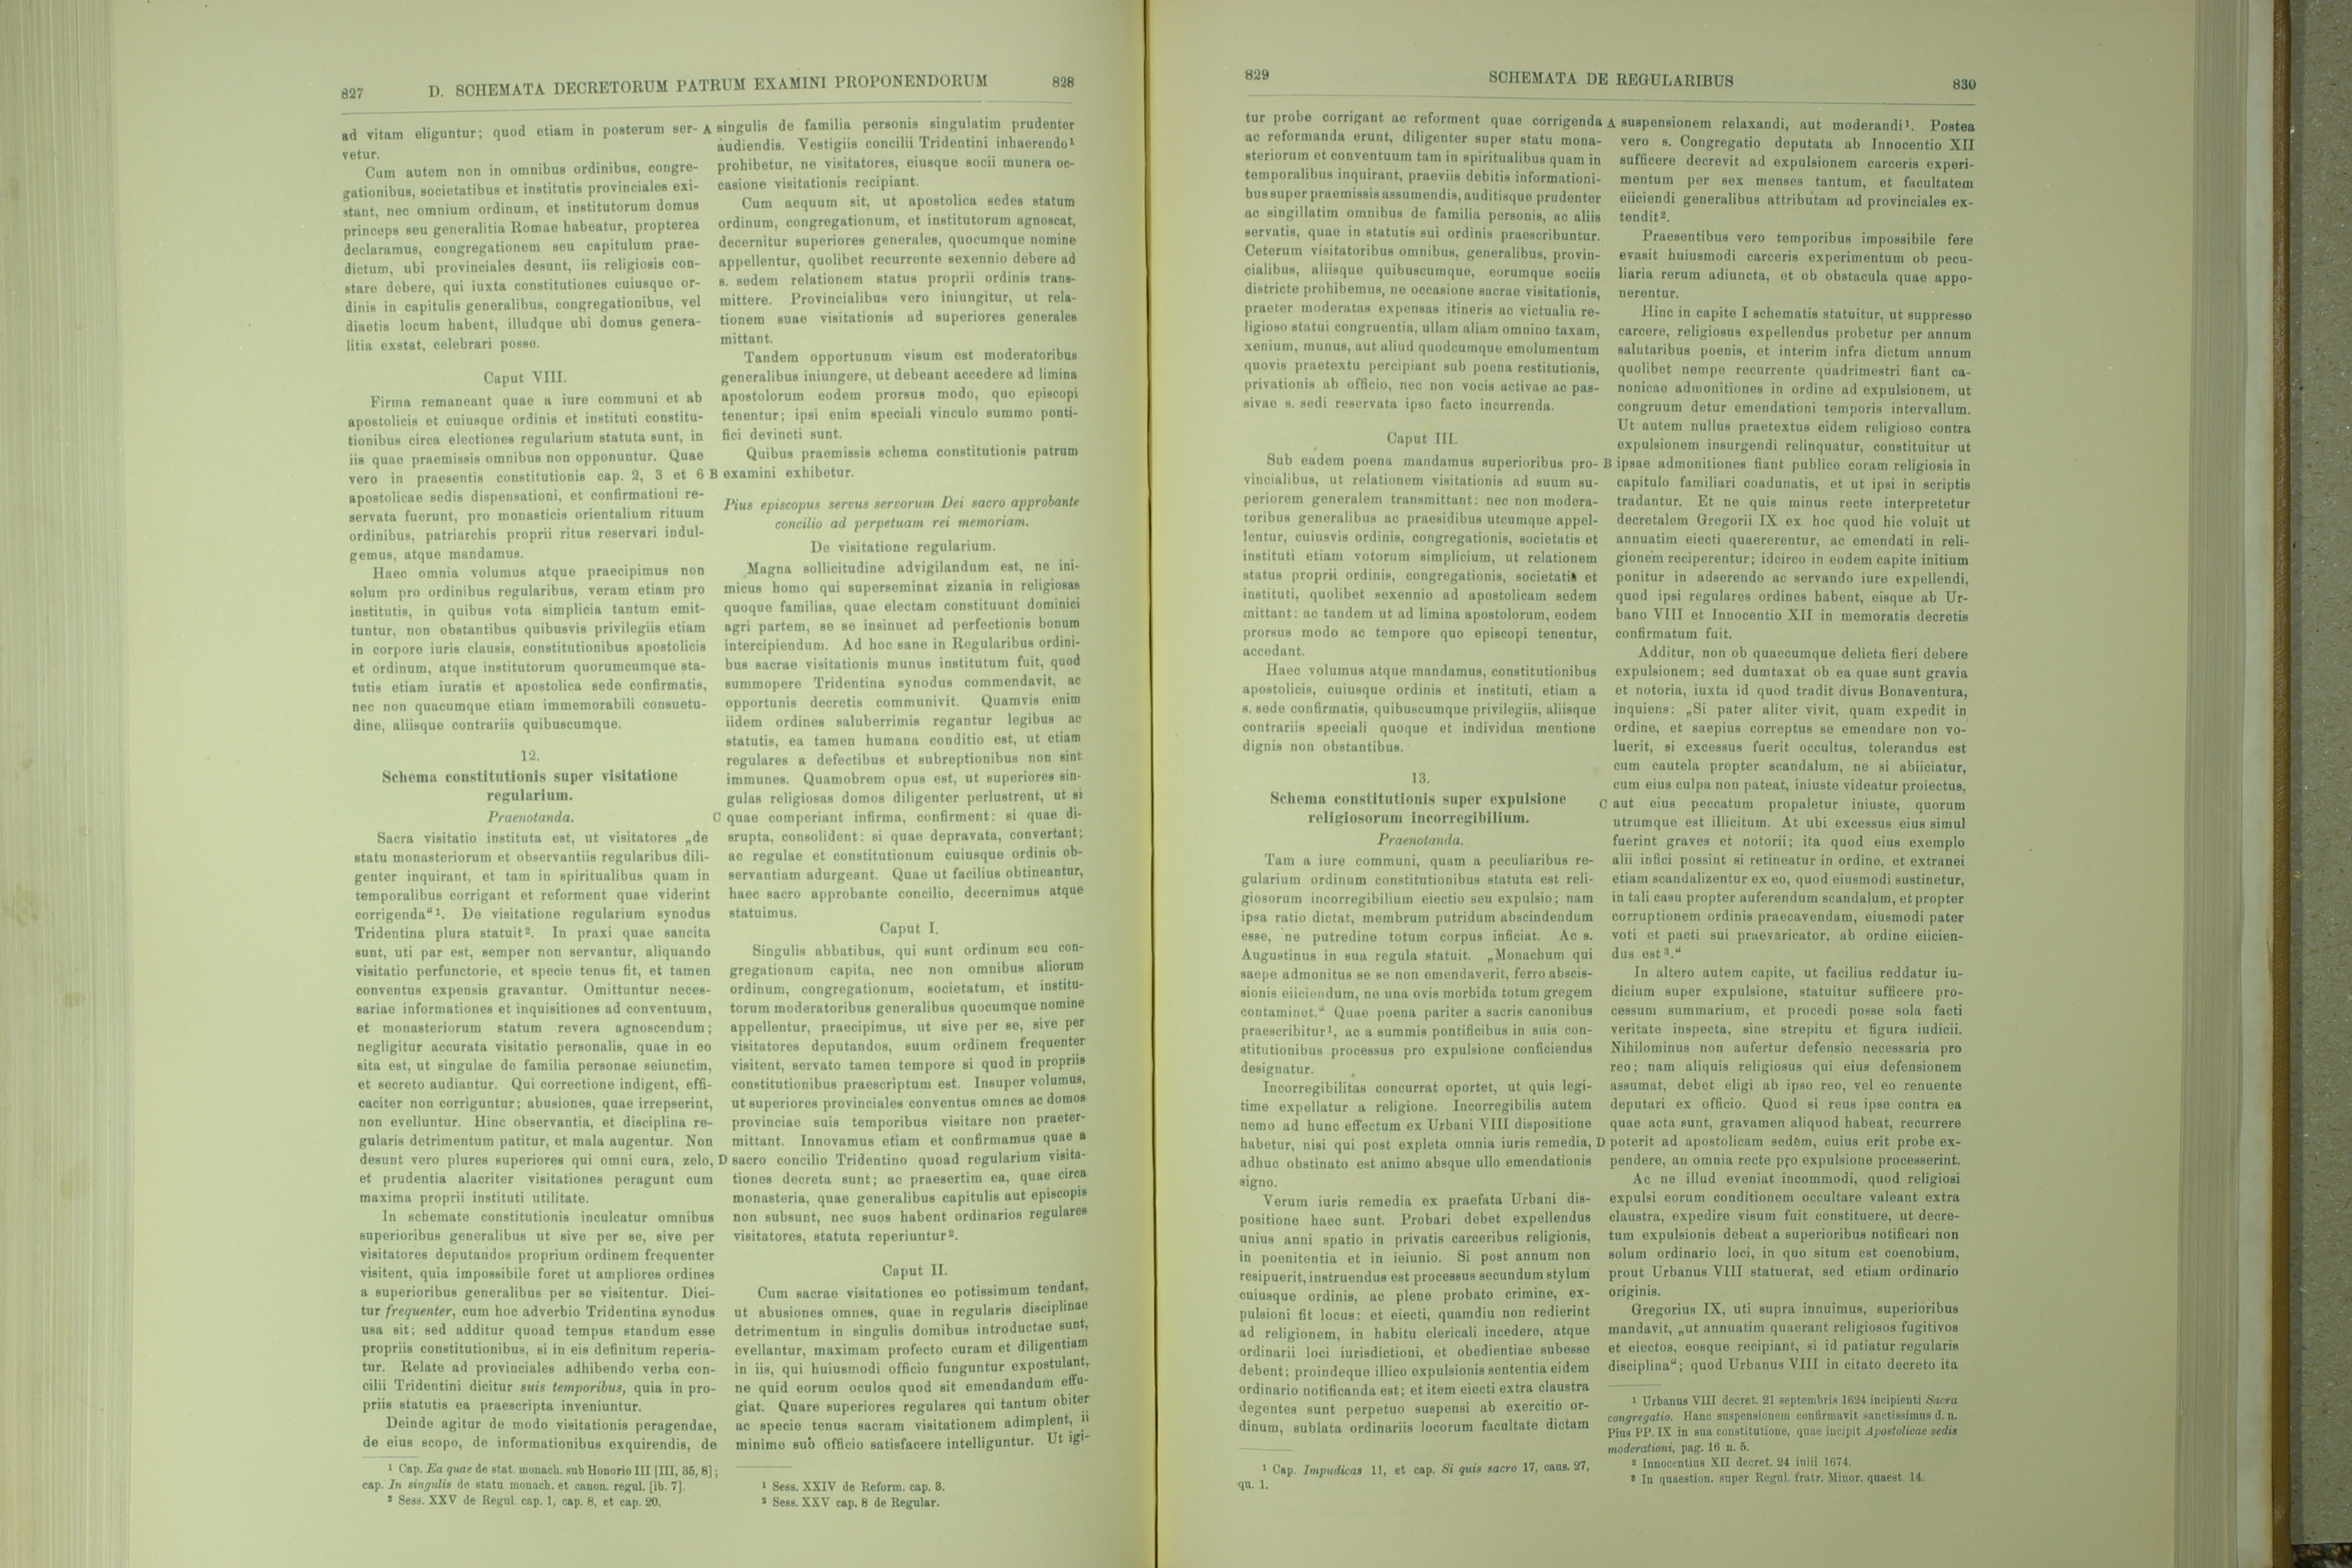 827
D. SCHEMATA DECRETORUM PATRUM EXAMINI PROPONENDORUM
828
ad vitam eliguntur; quod etiam in posterum ser-
vetur.
Cum autem non in omnibus ordinibus, congre-
gationibus, societatibus et institutis provinciales exi-
stant, nec omnium ordinum, et institutorum domus
princeps seu generalitia Romae habeatur, propterea
declaramus, congregationem seu capitulum prae-
dictum, ubi provinciales desunt, iis religiosis con-
stare debere, qui iuxta constitutiones cuiusque or-
dinis in capitulis generalibus, congregationibus, vel
diaetis locum habent, illudque ubi domus genera-
litia exstat, celebrari posse.
Caput VIII.
Firma remaneant quae a iure communi et ab
apostolicis et cuiusque ordinis et instituti constitu-
tionibus circa electiones regularium statuta sunt, in
iis quae praemissis omnibus non opponuntur. Quae
vero in praesentis constitutionis cap. 2, 3 et 6
apostolicae sedis dispensationi, et confirmationi re-
servata fuerunt, pro monasticis orientalium rituum
ordinibus, patriarchis proprii ritus reservari indul-
gemus, atque mandamus.
Haec omnia volumus atque praecipimus non
solum pro ordinibus regularibus, veram etiam pro
institutis, in quibus vota simplicia tantum emit-
tuntur, non obstantibus quibusvis privilegiis etiam
in corpore iuris clausis, constitutionibus apostolicis
et ordinum, atque institutorum quorumcumque sta-
tutis etiam iuratis et apostolica sede confirmatis,
nec non quacumque etiam immemorabili consuetu-
dine, aliisque contrariis quibuscumque.
12.
Schema constitutionis super visitatione
regularium.
Praenotanda.
Sacra visitatio instituta est, ut visitatores „de
statu monasteriorum et observantiis regularibus dili-
genter inquirant, et tam in spiritualibus quam in
temporalibus corrigant et reforment quae viderint
corrigenda“ ¹. De visitatione regularium synodus
Tridentina plura statuit². In praxi quae sancita
sunt, uti par est, semper non servantur, aliquando
visitatio perfunctorie, et specie tenus fit, et tamen
conventus expensis gravantur. Omittuntur neces-
sariae informationes et inquisitiones ad conventuum,
et monasteriorum statum revera agnoscendum;
negligitur accurata visitatio personalis, quae in eo
sita est, ut singulae de familia personae seiunctim,
et secreto audiantur. Qui correctione indigent, effi-
caciter non corriguntur; abusiones, quae irrepserint,
non evelluntur. Hinc observantia, et disciplina re-
gularis detrimentum patitur, et mala augentur. Non
desunt vero plures superiores qui omni cura, zelo,
et prudentia alacriter visitationes peragunt cum
maxima proprii instituti utilitate.
In schemate constitutionis inculcatur omnibus
superioribus generalibus ut sive per se, sive per
visitatores deputandos proprium ordinem frequenter
visitent, quia impossibile foret ut ampliores ordines
a superioribus generalibus per se visitentur. Dici-
tur frequenter, cum hoc adverbio Tridentina synodus
usa sit; sed additur quoad tempus standum esse
propriis constitutionibus, si in eis definitum reperia-
tur. Relate ad provinciales adhibendo verba con-
cilii Tridentini dicitur suis temporibus, quia in pro-
priis statutis ea praescripta inveniuntur.
Deinde agitur de modo visitationis peragendae,
de eius scopo, de informationibus exquirendis, de
¹ Cap. Ea quae de stat. monach. sub Honorio III [III, 35, 8];
cap. In singulis de statu monach. et canon. regul. [ib. 7].
² Sess. XXV de Regul. cap. 1, cap. 8, et cap. 20.
A singulis de familia personis singulatim prudenter
audiendis. Vestigiis concilii Tridentini inhaerendo¹
prohibetur, ne visitatores, eiusque socii munera oc-
casione visitationis recipiant.
Cum aequum sit, ut apostolica sedes statum
ordinum, congregationum, et institutorum agnoscat,
decernitur superiores generales, quocumque nomine
appellentur, quolibet recurrente sexennio debere ad
s. sedem relationem status proprii ordinis trans-
mittere. Provincialibus vero iniungitur, ut rela-
tionem suae visitationis ad superiores generales
mittant.
Tandem opportunum visum est moderatoribus
generalibus iniungere, ut debeant accedere ad limina
apostolorum eodem prorsus modo, quo episcopi
tenentur; ipsi enim speciali vinculo summo ponti-
fici devincti sunt.
Quibus praemissis schema constitutionis patrum
B examini exhibetur.
Pius episcopus servus servorum Dei sacro approbante
concilio ad perpetuam rei memoriam.
De visitatione regularium.
Magna sollicitudine advigilandum est, ne ini-
micus homo qui superseminat zizania in religiosas
quoque familias, quae electam constituunt dominici
agri partem, se se insinuet ad perfectionis bonum
intercipiendum. Ad hoc sane in Regularibus ordini-
bus sacrae visitationis munus institutum fuit, quod
summopere Tridentina synodus commendavit, ac
opportunis decretis communivit. Quamvis enim
iidem ordines saluberrimis regantur legibus ac
statutis, ea tamen humana conditio est, ut etiam
regulares a defectibus et subreptionibus non sint
immunes. Quamobrem opus est, ut superiores sin-
gulas religiosas domos diligenter perlustrent, ut si
C quae comperiant infirma, confirment: si quae di-
srupta, consolident: si quae depravata, convertant;
ac regulae et constitutionum cuiusque ordinis ob-
servantiam adurgeant. Quae ut facilius obtineantur,
haec sacro approbante concilio, decernimus atque
statuimus.
Caput I.
Singulis abbatibus, qui sunt ordinum seu con-
gregationum capita, nec non omnibus aliorum
ordinum, congregationum, societatum, et institu-
torum moderatoribus generalibus quocumque nomine
appellentur, praecipimus, ut sive per se, sive per
visitatores deputandos, suum ordinem frequenter
visitent, servato tamen tempore si quod in propriis
constitutionibus praescriptum est. Insuper volumus,
ut superiores provinciales conventus omnes ac domos
provinciae suis temporibus visitare non praeter-
mittant. Innovamus etiam et confirmamus quae a
D sacro concilio Tridentino quoad regularium visita-
tiones decreta sunt; ac praesertim ea, quae circa
monasteria, quae generalibus capitulis aut episcopis
non subsunt, nec suos habent ordinarios regulares
visitatores, statuta reperiuntur².
Caput II.
Cum sacrae visitationes eo potissimum tendant,
ut abusiones omnes, quae in regularis disciplinae
detrimentum in singulis domibus introductae sunt,
evellantur, maximam profecto curam et diligentiam
in iis, qui huiusmodi officio funguntur expostulant,
ne quid eorum oculos quod sit emendandum effu-
giat. Quare superiores regulares qui tantum obiter
ac specie tenus sacram visitationem adimplent, ii
minime suo officio satisfacere intelliguntur. Ut igi-
¹ Sess. XXIV de Reform. cap. 3.
² Sess. XXV cap. 8 de Regular.
829
SCHEMATA DE REGULARIBUS
830
tur probe corrigant ac reforment quae corrigenda
ac reformanda erunt, diligenter super statu mona-
steriorum et conventuum tam in spiritualibus quam in
temporalibus inquirant, praeviis debitis informationi-
bus super praemissis assumendis, auditisque prudenter
ac singillatim omnibus de familia personis, ac aliis
servatis, quae in statutis sui ordinis praescribuntur.
Ceterum visitatoribus omnibus, generalibus, provin-
cialibus, aliisque quibuscumque, eorumque sociis
districte prohibemus, ne occasione sacrae visitationis,
praeter moderatas expensas itineris ac victualia re-
ligioso statui congruentia, ullam aliam omnino taxam,
xenium, munus, aut aliud quodcumque emolumentum
quovis praetextu percipiant sub poena restitutionis,
privationis ab officio, nec non vocis activae ac pas-
sivae s. sedi reservata ipso facto incurrenda.
Caput III.
Sub eadem poena mandamus superioribus pro-
vincialibus, ut relationem visitationis ad suum su-
periorem generalem transmittant: nec non modera-
toribus generalibus ac praesidibus utcumque appel-
lentur, cuiusvis ordinis, congregationis, societatis et
instituti etiam votorum simplicium, ut relationem
status proprii ordinis, congregationis, societatis et
instituti, quolibet sexennio ad apostolicam sedem
mittant: ac tandem ut ad limina apostolorum, eodem
prorsus modo ac tempore quo episcopi tenentur,
accedant.
Haec volumus atque mandamus, constitutionibus
apostolicis, cuiusque ordinis et instituti, etiam a
s. sede confirmatis, quibuscumque privilegiis, aliisque
contrariis speciali quoque et individua mentione
dignis non obstantibus.
13.
Schema constitutionis super expulsione
religiosorum incorregibilium.
Praenotanda.
Tam a iure communi, quam a peculiaribus re-
gularium ordinum constitutionibus statuta est reli-
giosorum incorregibilium eiectio seu expulsio; nam
ipsa ratio dictat, membrum putridum abscindendum
esse, ne putredine totum corpus inficiat. Ac s.
Augustinus in sua regula statuit. „Monachum qui
saepe admonitus se se non emendaverit, ferro abscis-
sionis eiiciendum, ne una ovis morbida totum gregem
contaminet.“ Quae poena pariter a sacris canonibus
praescribitur¹, ac a summis pontificibus in suis con-
stitutionibus processus pro expulsione conficiendus
designatur.
Incorregibilitas concurrat oportet, ut quis legi-
time expellatur a religione. Incorregibilis autem
nemo ad hunc effectum ex Urbani VIII dispositione
habetur, nisi qui post expleta omnia iuris remedia,
adhuc obstinato est animo absque ullo emendationis
signo.
Verum iuris remedia ex praefata Urbani dis-
positione haec sunt. Probari debet expellendus
unius anni spatio in privatis carceribus religionis,
in poenitentia et in ieiunio. Si post annum non
resipuerit, instruendus est processus secundum stylum
cuiusque ordinis, ac plene probato crimine, ex-
pulsioni fit locus: et eiecti, quamdiu non redierint
ad religionem, in habitu clericali incedere, atque
ordinarii loci iurisdictioni, et obedientiae subesse
debent; proindeque illico expulsionis sententia eidem
ordinario notificanda est; et item eiecti extra claustra
degentes sunt perpetuo suspensi ab exercitio or-
dinum, sublata ordinariis locorum facultate dictam
¹ Cap. Impudicas 11, et cap. Si quis sacro 17, caus. 27,
qu. 1.
A suspensionem relaxandi, aut moderandi¹. Postea
vero s. Congregatio deputata ab Innocentio XII
sufficere decrevit ad expulsionem carceris experi-
mentum per sex menses tantum, et facultatem
eiiciendi generalibus attributam ad provinciales ex-
tendit².
Praesentibus vero temporibus impossibile fere
evasit huiusmodi carceris experimentum ob pecu-
liaria rerum adiuncta, et ob obstacula quae appo-
nerentur.
Hinc in capite I schematis statuitur, ut suppresso
carcere, religiosus expellendus probetur per annum
salutaribus poenis, et interim infra dictum annum
quolibet nempe recurrente quadrimestri fiant ca-
nonicae admonitiones in ordine ad expulsionem, ut
congruum detur emendationi temporis intervallum.
Ut autem nullus praetextus eidem religioso contra
expulsionem insurgendi relinquatur, constituitur ut
B ipsae admonitiones fiant publice coram religiosis in
capitulo familiari coadunatis, et ut ipsi in scriptis
tradantur. Et ne quis minus recte interpretetur
decretalem Gregorii IX ex hoc quod hic voluit ut
annuatim eiecti quaererentur, ac emendati in reli-
gionem reciperentur; idcirco in eodem capite initium
ponitur in adserendo ac servando iure expellendi,
quod ipsi regulares ordines habent, eisque ab Ur-
bano VIII et Innocentio XII in memoratis decretis
confirmatum fuit.
Additur, non ob quaecumque delicta fieri debere
expulsionem; sed dumtaxat ob ea quae sunt gravia
et notoria, iuxta id quod tradit divus Bonaventura,
inquiens: „Si pater aliter vivit, quam expedit in
ordine, et saepius correptus se emendare non vo-
luerit, si excessus fuerit occultus, tolerandus est
cum cautela propter scandalum, ne si abiiciatur,
cum eius culpa non pateat, iniuste videatur proiectus,
C aut eius peccatum propaletur iniuste, quorum
utrumque est illicitum. At ubi excessus eius simul
fuerint graves et notorii; ita quod eius exemplo
alii infici possint si retineatur in ordine, et extranei
etiam scandalizentur ex eo, quod eiusmodi sustinetur,
in tali casu propter auferendum scandalum, et propter
corruptionem ordinis praecavendam, eiusmodi pater
voti et pacti sui praevaricator, ab ordine eiicien-
dus est³.“
In altero autem capite, ut facilius reddatur iu-
dicium super expulsione, statuitur sufficere pro-
cessum summarium, et procedi posse sola facti
veritate inspecta, sine strepitu et figura iudicii.
Nihilominus non aufertur defensio necessaria pro
reo; nam aliquis religiosus qui eius defensionem
assumat, debet eligi ab ipso reo, vel eo renuente
deputari ex officio. Quod si reus ipse contra ea
quae acta sunt, gravamen aliquod habeat, recurrere
D poterit ad apostolicam sedem, cuius erit probe ex-
pendere, an omnia recte pro expulsione processerint.
Ac ne illud eveniat incommodi, quod religiosi
expulsi eorum conditionem occultare valeant extra
claustra, expedire visum fuit constituere, ut decre-
tum expulsionis debeat a superioribus notificari non
solum ordinario loci, in quo situm est coenobium,
prout Urbanus VIII statuerat, sed etiam ordinario
originis.
Gregorius IX, uti supra innuimus, superioribus
mandavit, „ut annuatim quaerant religiosos fugitivos
et eiectos, eosque recipiant, si id patiatur regularis
disciplina“; quod Urbanus VIII in citato decreto ita
¹ Urbanus VIII decret. 21 septembris 1624 incipienti Sacra
congregatio. Hanc suspensionem confirmavit sanctissimus d. n.
Pius PP. IX in sua constitutione, quae incipit Apostolicae sedis
moderationi, pag. 16 n. 5.
² Innocentius XII decret. 24 iulii 1674.
³ In quaestion. super Regul. fratr. Minor. quaest. 14.